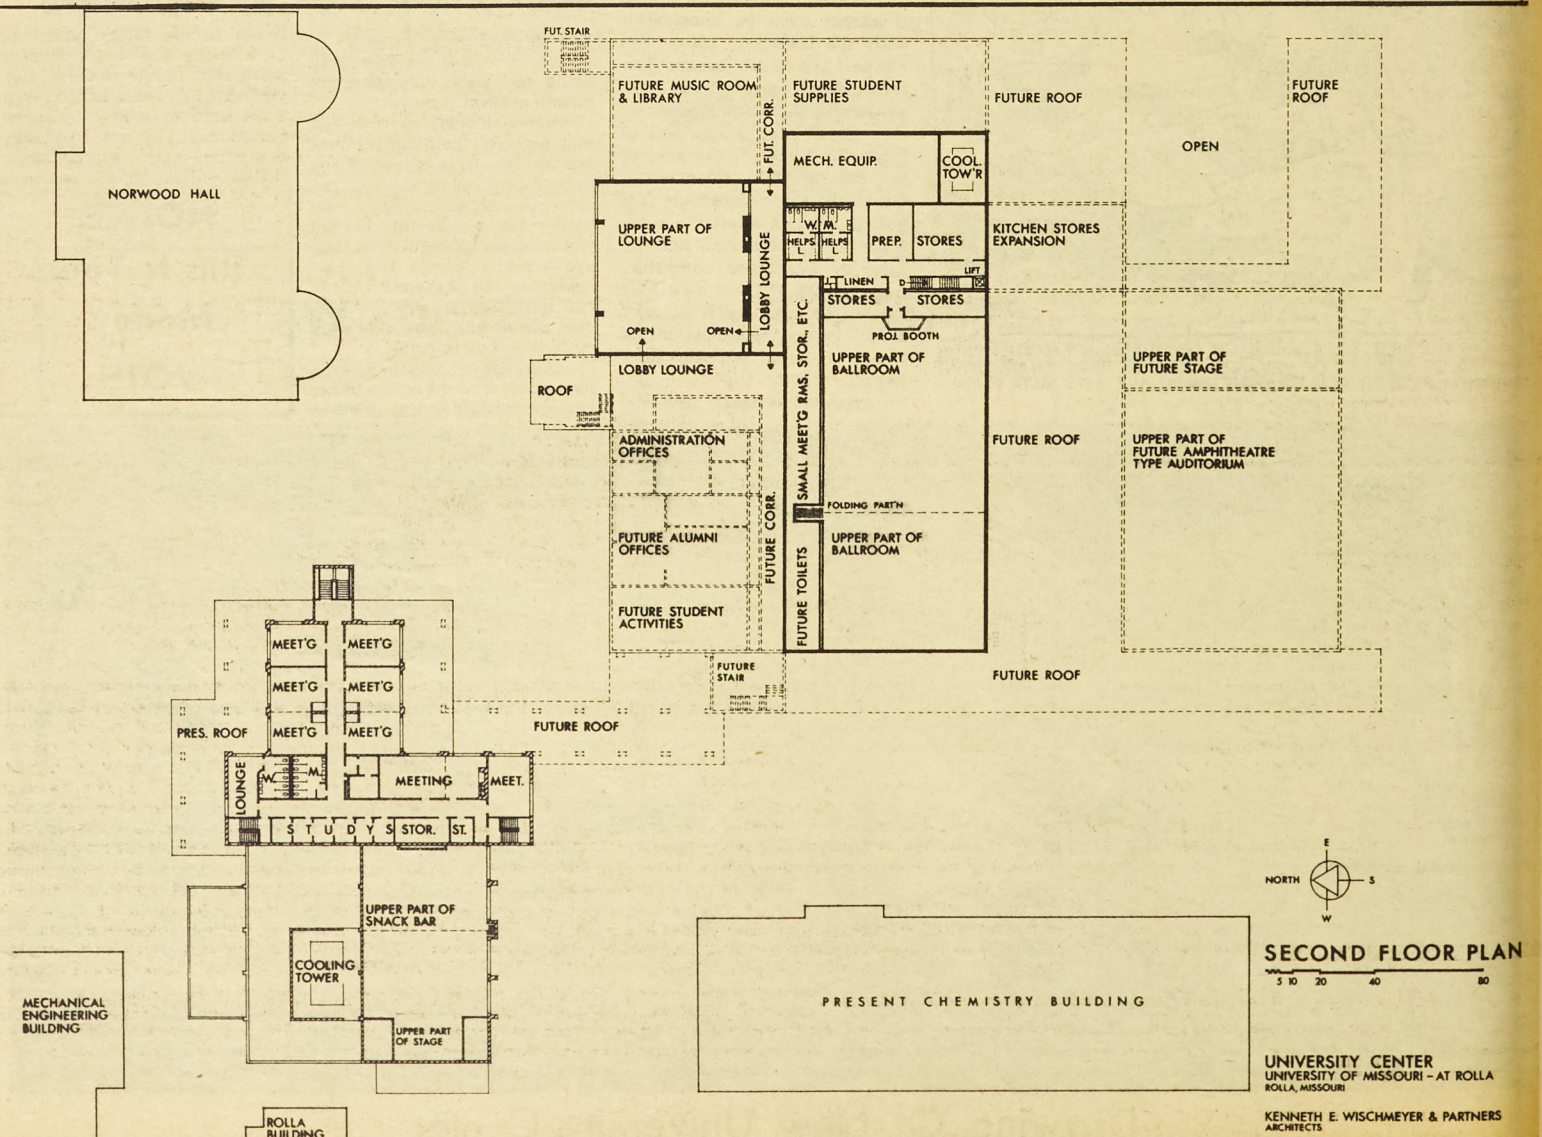 FUT. STAIR
FUTURE MUSIC ROOM
& LIBRARY
FUT. CORR.
FUTURE STUDENT
SUPPLIES
FUTURE ROOF
FUTURE
ROOF
OPEN
NORWOOD HALL
MECH. EQUIP.
COOL.
TOW'R
UPPER PART OF
LOUNGE
LOBBY LOUNGE
W. M.
HELPS
L.
HELPS
L.
PREP.
STORES
KITCHEN STORES
EXPANSION
LIFT
J.
LINEN
D
STORES
STORES
OPEN
OPEN
PROJ. BOOTH
LOBBY LOUNGE
ROOF
SMALL MEET'G RMS, STOR., ETC.
UPPER PART OF
BALLROOM
UPPER PART OF
FUTURE STAGE
ADMINISTRATION
OFFICES
FUTURE ROOF
UPPER PART OF
FUTURE AMPHITHEATRE
TYPE AUDITORIUM
FUTURE CORR.
FOLDING PART'N
FUTURE ALUMNI
OFFICES
UPPER PART OF
BALLROOM
FUTURE TOILETS
FUTURE STUDENT
ACTIVITIES
FUTURE
STAIR
FUTURE ROOF
MEET'G
MEET'G
MEET'G
MEET'G
MEET'G
MEET'G
PRES. ROOF
FUTURE ROOF
LOUNGE
W.
M.
MEETING
MEET.
STUDYS
STOR.
ST.
UPPER PART OF
SNACK BAR
COOLING
TOWER
UPPER PART
OF STAGE
MECHANICAL
ENGINEERING
BUILDING
ROLLA
BUILDING
PRESENT CHEMISTRY BUILDING
E
NORTH
S
W
SECOND FLOOR PLAN
5 10 20 40 80
UNIVERSITY CENTER
UNIVERSITY OF MISSOURI - AT ROLLA
ROLLA, MISSOURI
KENNETH E. WISCHMEYER & PARTNERS
ARCHITECTS